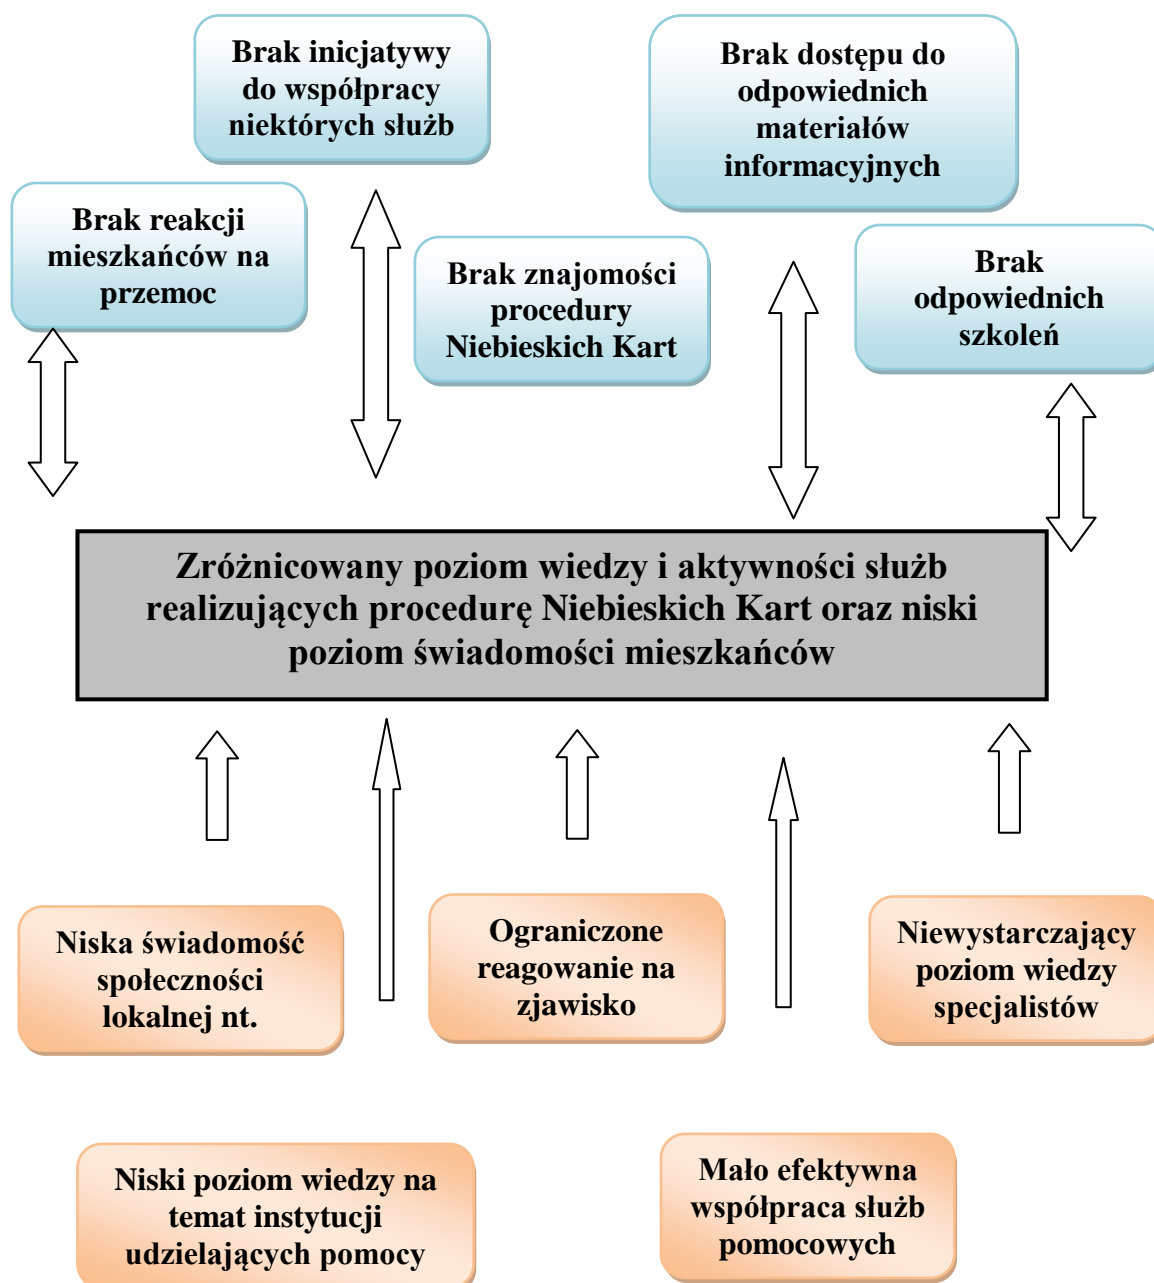 Brak inicjatywy
do współpracy
niektórych służb
Brak dostępu do
odpowiednich
materiałów
informacyjnych
Brak reakcji
mieszkańców na
przemoc
Brak znajomości
procedury
Niebieskich Kart
Brak
odpowiednich
szkoleń
Zróżnicowany poziom wiedzy i aktywności służb
realizujących procedurę Niebieskich Kart oraz niski
poziom świadomości mieszkańców
Niska świadomość
społeczności
lokalnej nt.
Ograniczone
reagowanie na
zjawisko
Niewystarczający
poziom wiedzy
specjalistów
Niski poziom wiedzy na
temat instytucji
udzielających pomocy
Mało efektywna
współpraca służb
pomocowych